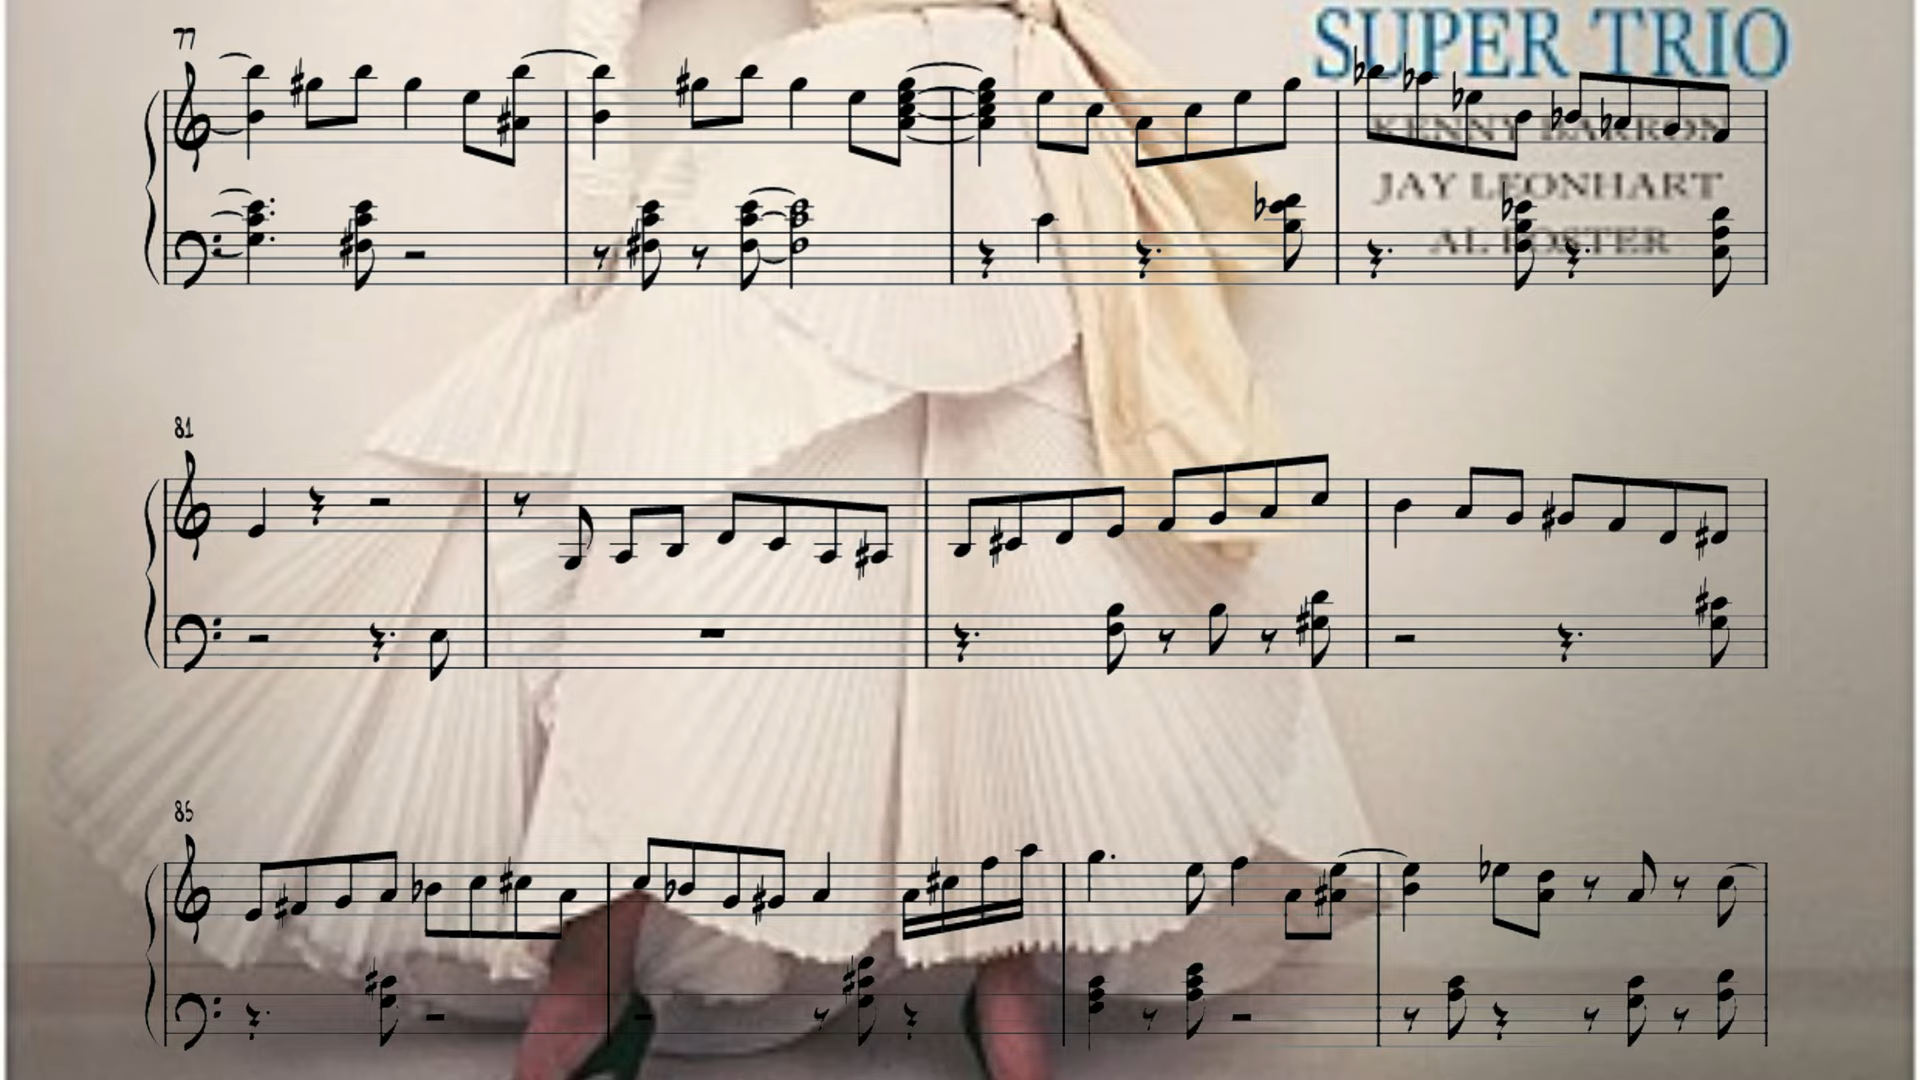 77
SUPER TRIO
KENNY BARRON
JAY LEONHART
AL FOSTER
81
85